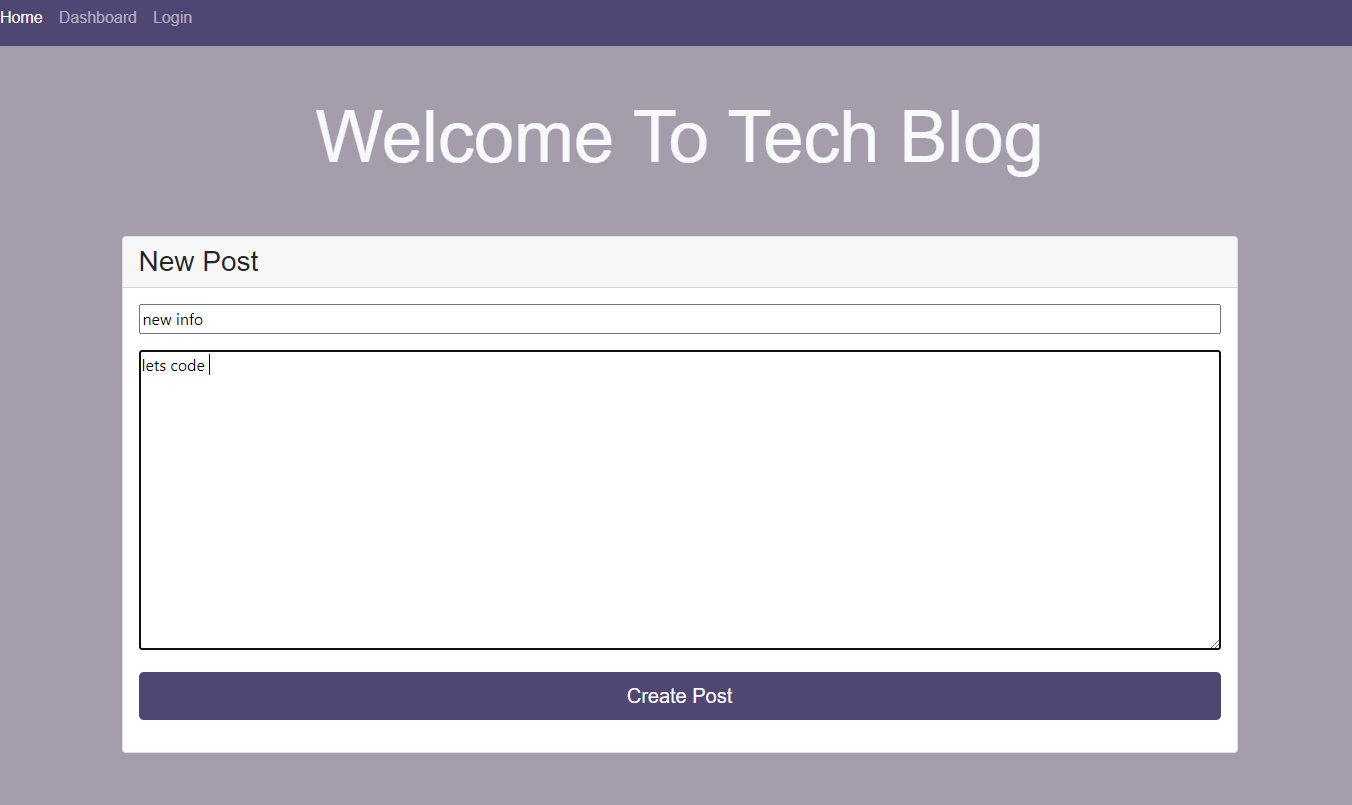 Home Dashboard Login
Welcome To Tech Blog
New Post
new info
lets code
Create Post